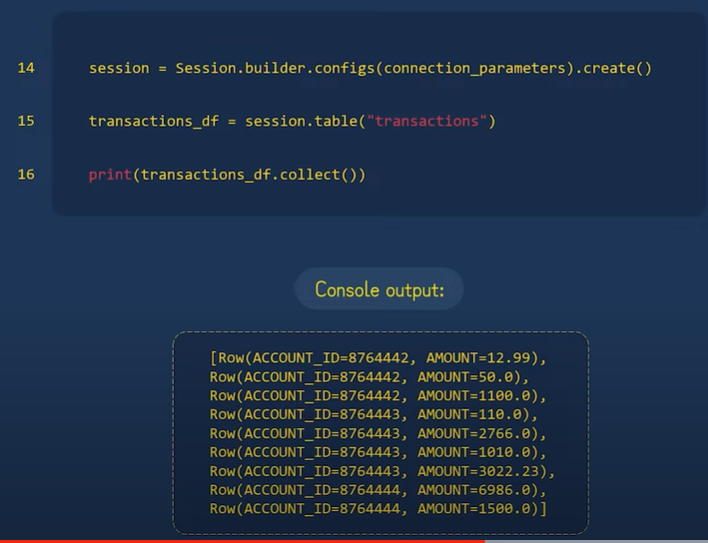 14 session = Session.builder.configs(connection_parameters).create()
15 transactions_df = session.table("transactions")
16 print(transactions_df.collect())
Console output:
[Row(ACCOUNT_ID=8764442, AMOUNT=12.99),
Row(ACCOUNT_ID=8764442, AMOUNT=50.0),
Row(ACCOUNT_ID=8764442, AMOUNT=1100.0),
Row(ACCOUNT_ID=8764443, AMOUNT=110.0),
Row(ACCOUNT_ID=8764443, AMOUNT=2766.0),
Row(ACCOUNT_ID=8764443, AMOUNT=1010.0),
Row(ACCOUNT_ID=8764443, AMOUNT=3022.23),
Row(ACCOUNT_ID=8764444, AMOUNT=6986.0),
Row(ACCOUNT_ID=8764444, AMOUNT=1500.0)]